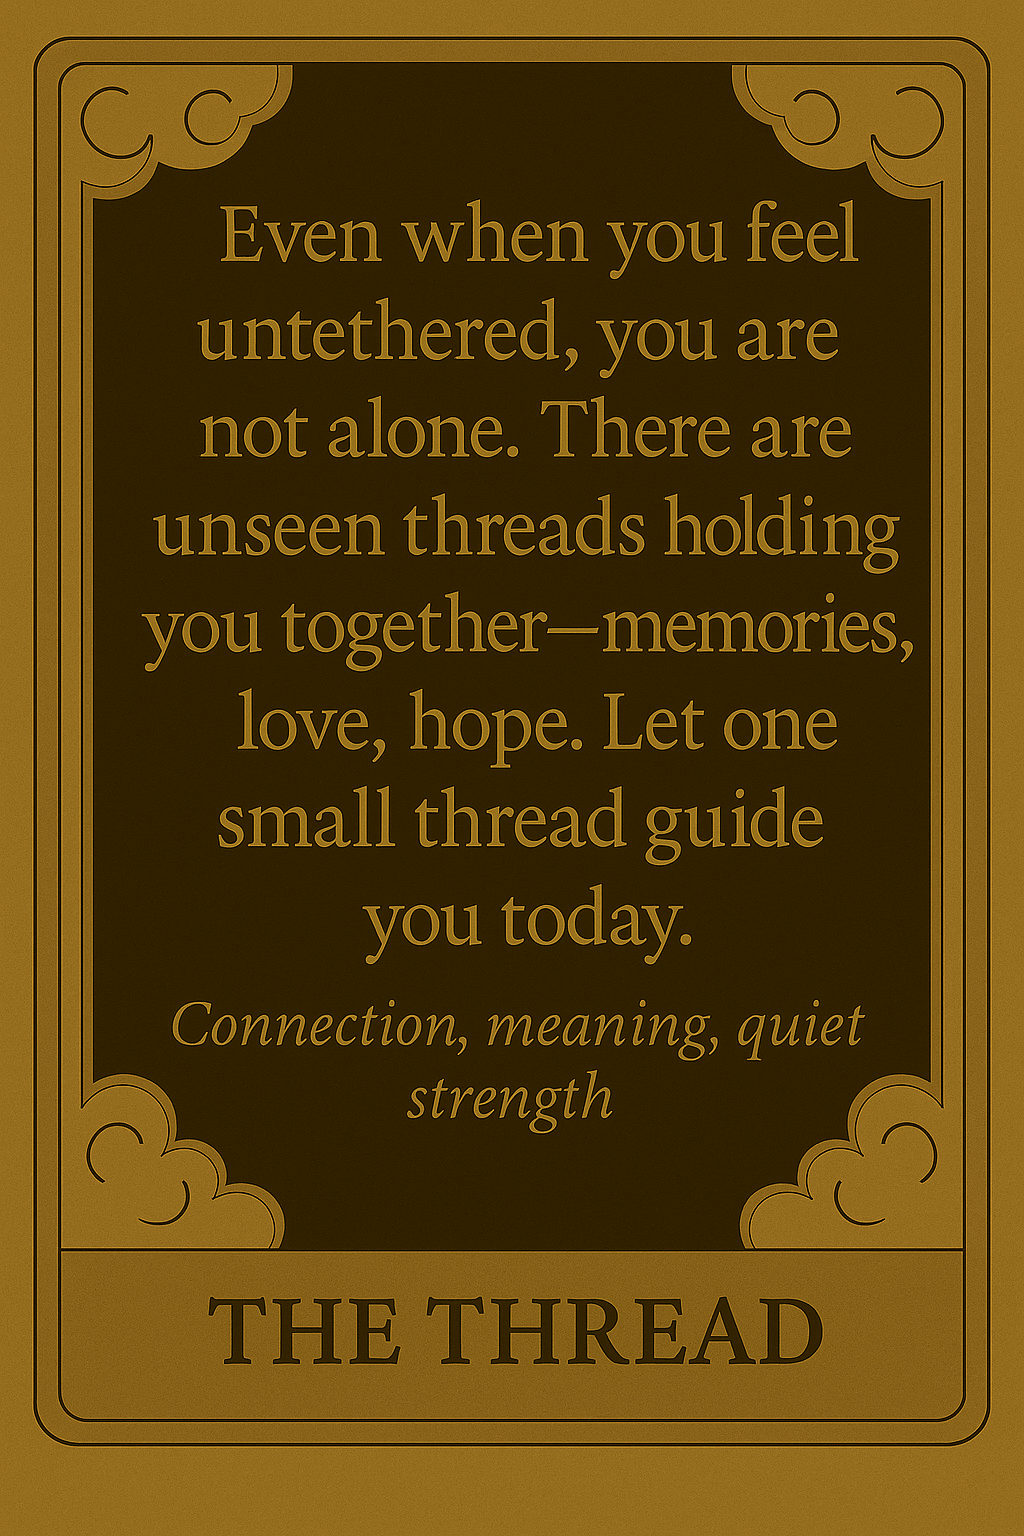 Even when you feel
untethered, you are
not alone. There are
unseen threads holding
you together—memories,
love, hope. Let one
small thread guide
you today.
Connection, meaning, quiet
strength
THE THREAD